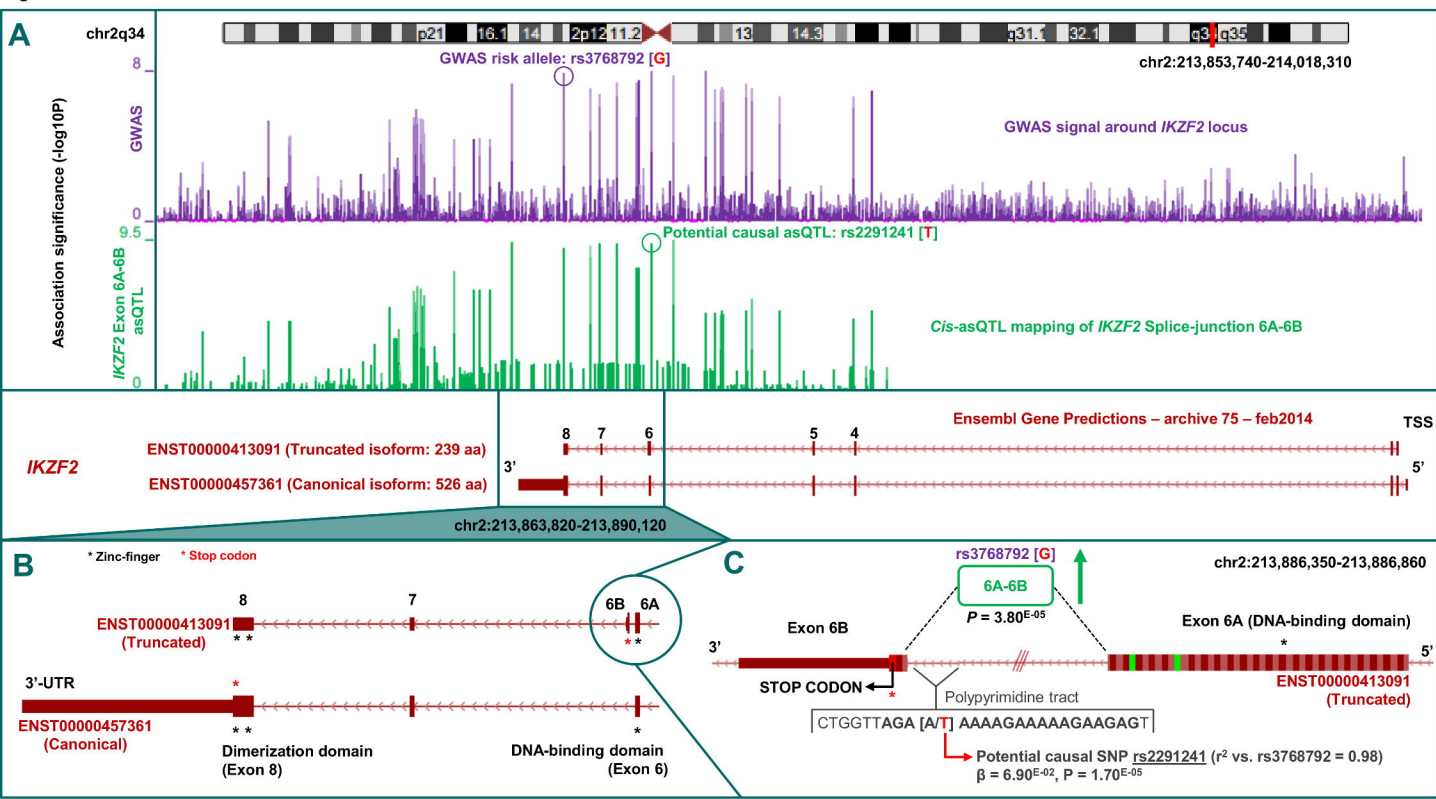 A
chr2q34
p21
16.1
14
2p12
11.2
13
14.3
q31.1
32.1
q35
GWAS risk allele: rs3768792 [G]
chr2:213,853,740-214,018,310
8
GWAS
GWAS signal around IKZF2 locus
0
Association significance (-log10P)
9.5
Potential causal asQTL: rs2291241 [T]
IKZF2 Exon 6A-6B
asQTL
Cis-asQTL mapping of IKZF2 Splice-junction 6A-6B
0
Ensembl Gene Predictions – archive 75 – feb2014
TSS
8 7 6 5 4
IKZF2
ENST00000413091 (Truncated isoform: 239 aa)
3’
5’
ENST00000457361 (Canonical isoform: 526 aa)
chr2:213,863,820-213,890,120
B
* Zinc-finger
* Stop codon
8
7
6B
6A
ENST00000413091
(Truncated)
* *
* *
3’-UTR
*
ENST00000457361
(Canonical)
* *
*
Dimerization domain
(Exon 8)
DNA-binding domain
(Exon 6)
C
rs3768792 [G]
chr2:213,886,350-213,886,860
6A-6B
P = 3.80E-05
Exon 6B
Exon 6A (DNA-binding domain)
*
3’
5’
ENST00000413091
(Truncated)
STOP CODON
*
Polypyrimidine tract
CTGGTTAGA [A/T] AAAAGAAAAAGAAGAGT
Potential causal SNP rs2291241 (r2 vs. rs3768792 = 0.98)
β = 6.90E-02, P = 1.70E-05